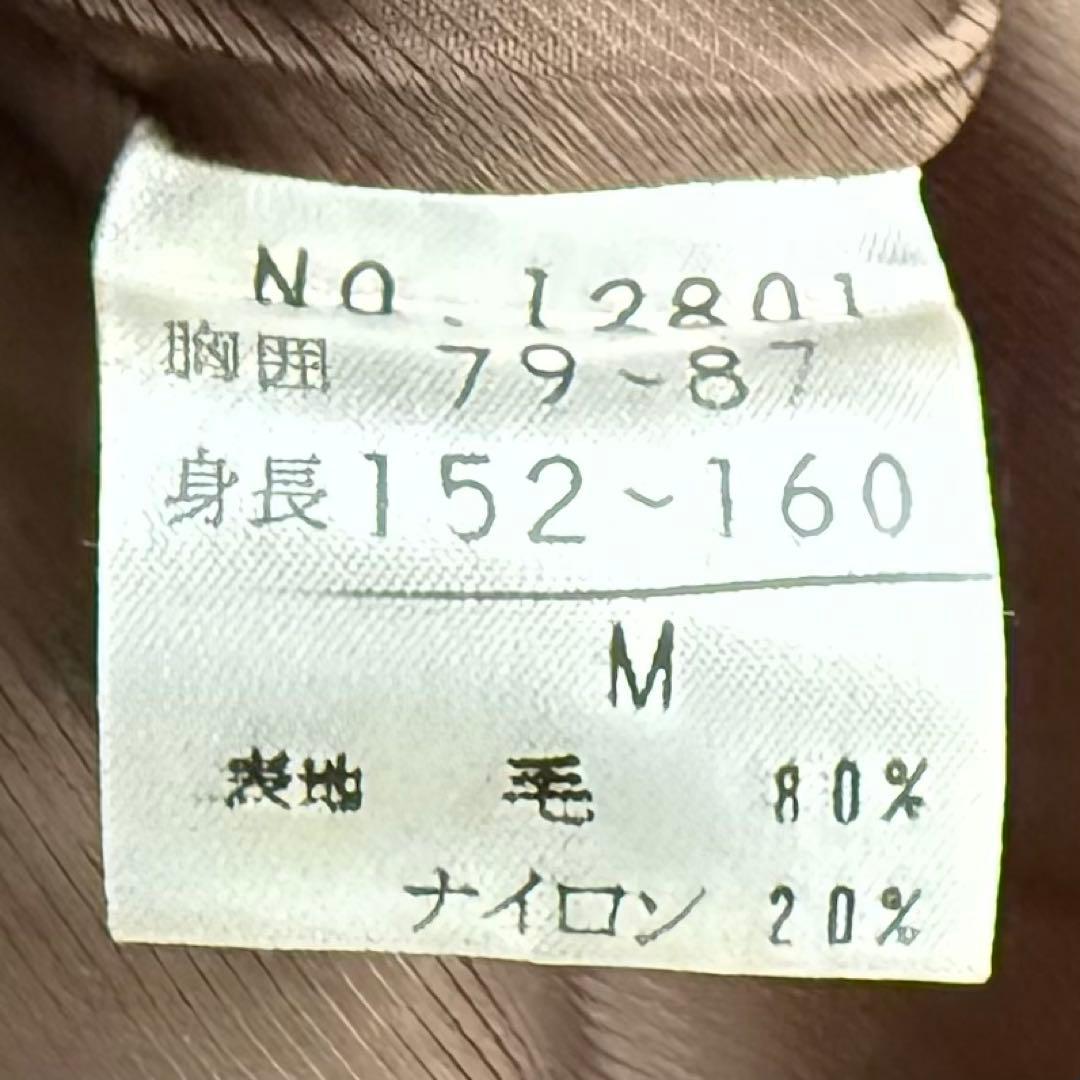 NO. 12801
胸囲 79~87
身長 152~160
M
表地 毛 80%
ナイロン 20%